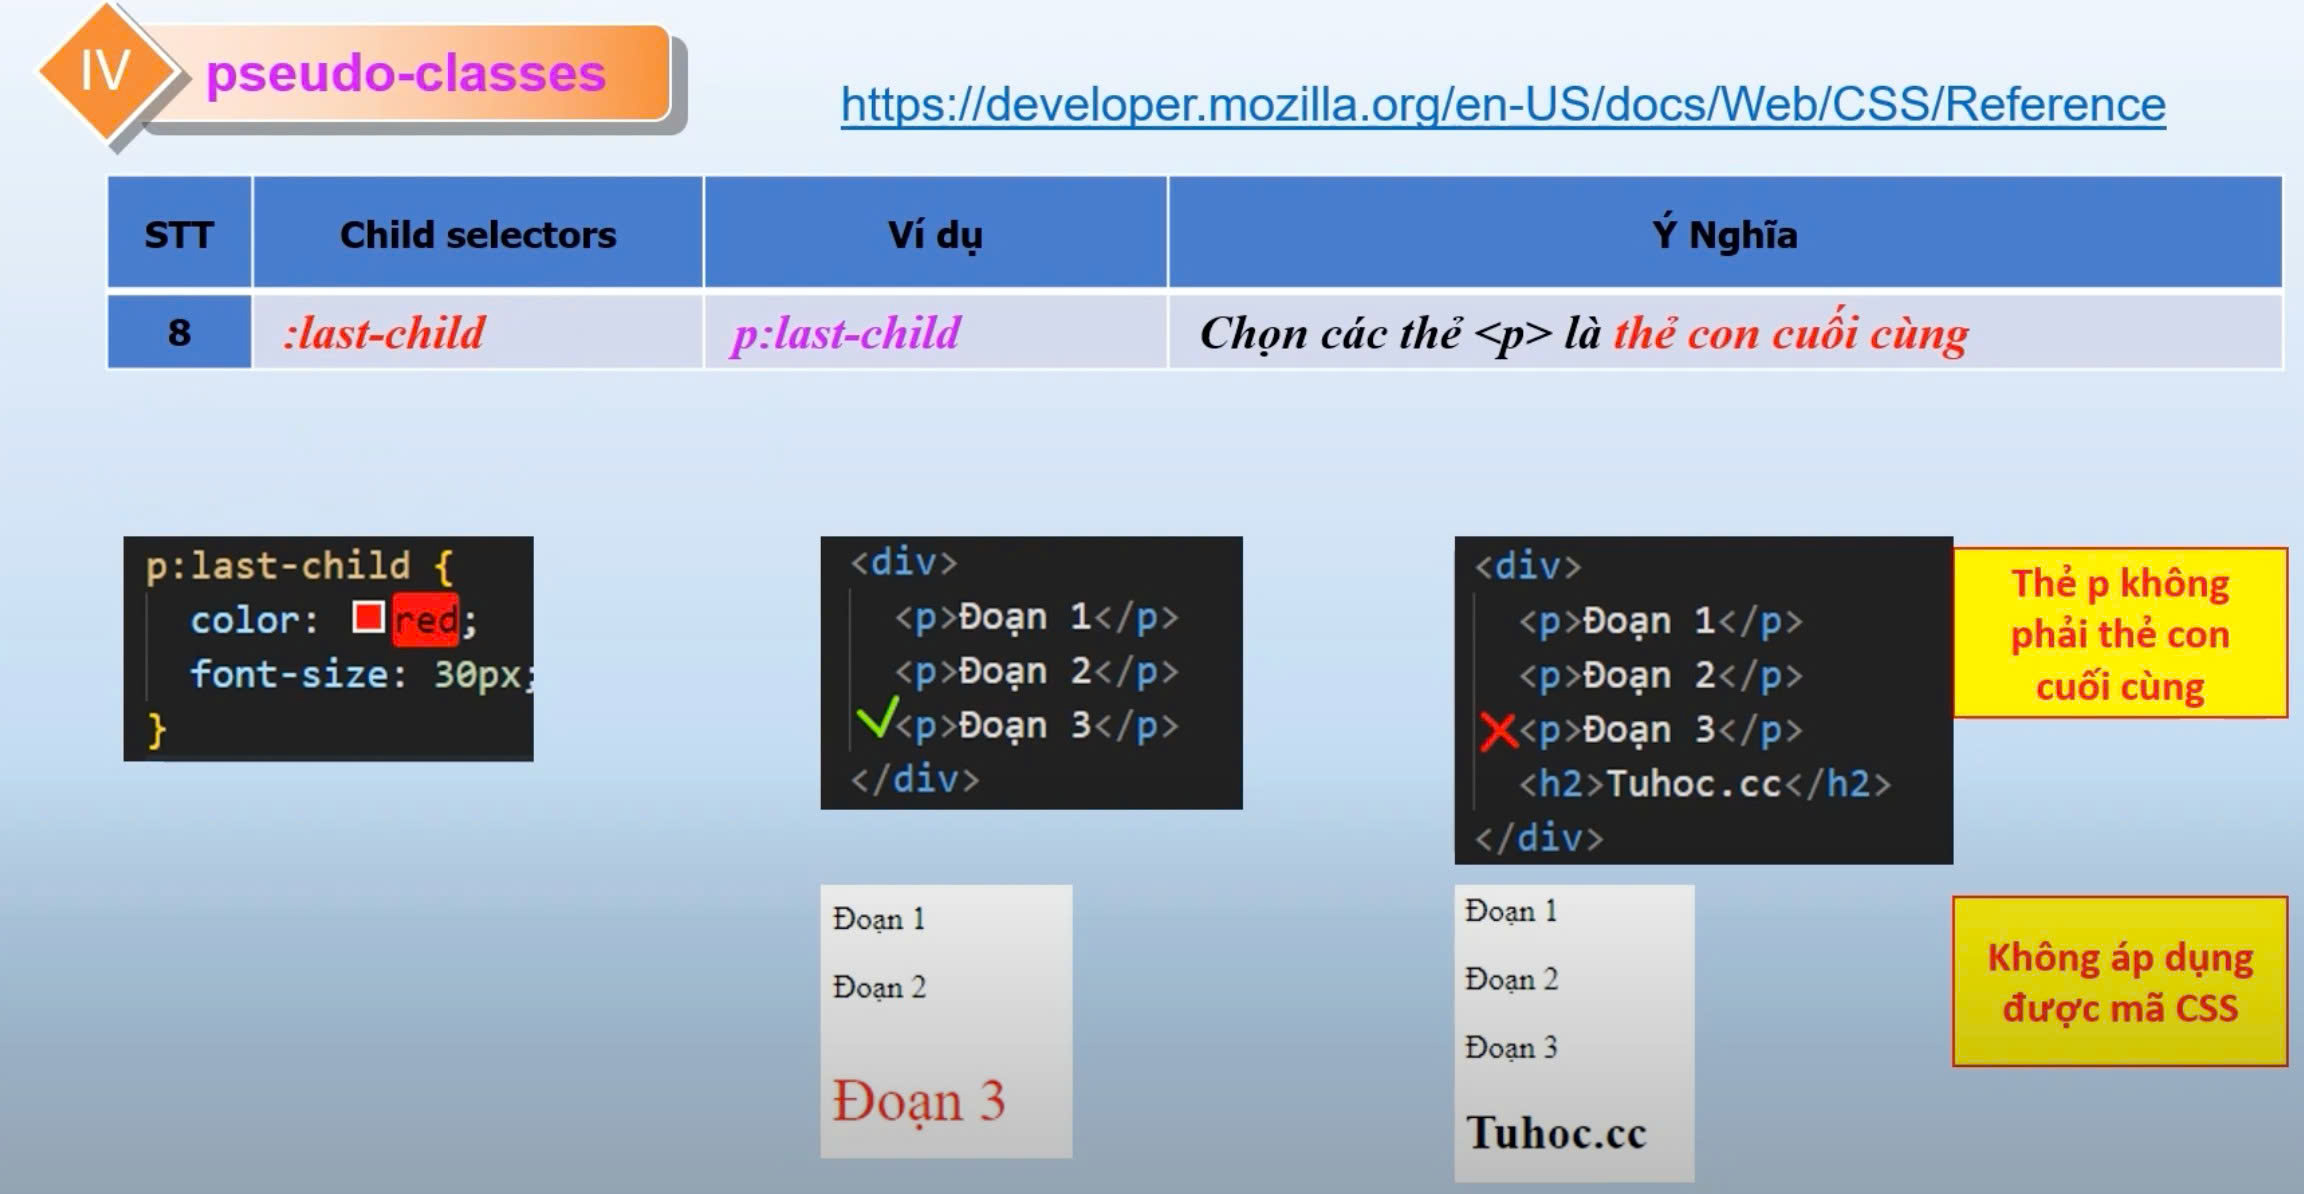 IV
pseudo-classes
https://developer.mozilla.org/en-US/docs/Web/CSS/Reference
STT Child selectors Ví dụ Ý Nghĩa
8 :last-child p:last-child Chọn các thẻ <p> là thẻ con cuối cùng
p:last-child {
color: red;
font-size: 30px;
}
<div>
<p>Đoạn 1</p>
<p>Đoạn 2</p>
<p>Đoạn 3</p>
</div>
<div>
<p>Đoạn 1</p>
<p>Đoạn 2</p>
<p>Đoạn 3</p>
<h2>Tuhoc.cc</h2>
</div>
Thẻ p không
phải thẻ con
cuối cùng
Đoạn 1
Đoạn 2
Đoạn 3
Đoạn 1
Đoạn 2
Đoạn 3
Tuhoc.cc
Không áp dụng
được mã CSS